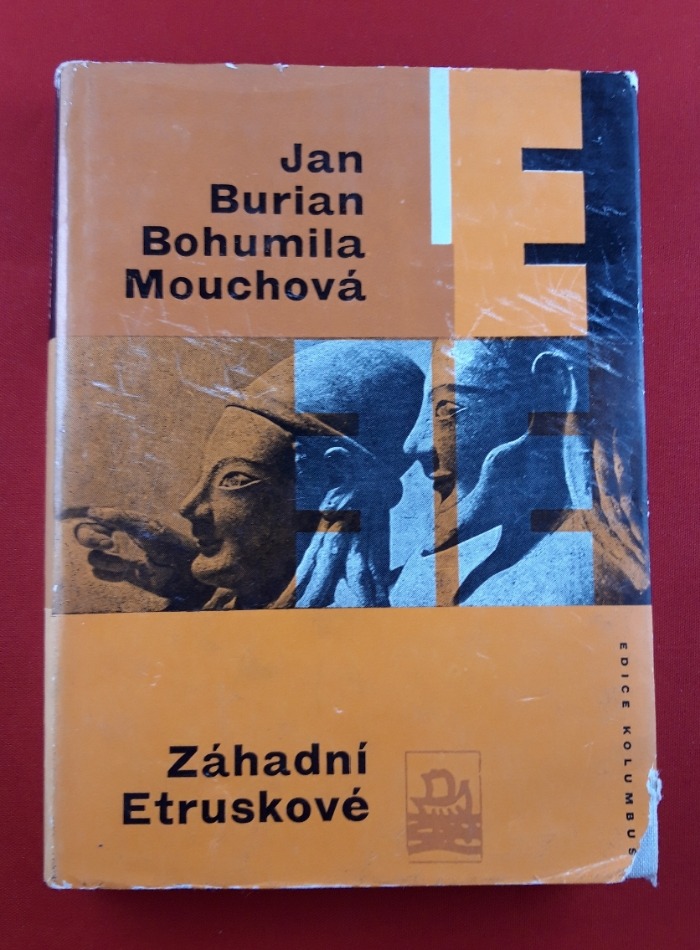 Jan
Burian
Bohumila
Mouchová
Záhadní
Etruskové
EDICE KOLUMBUS